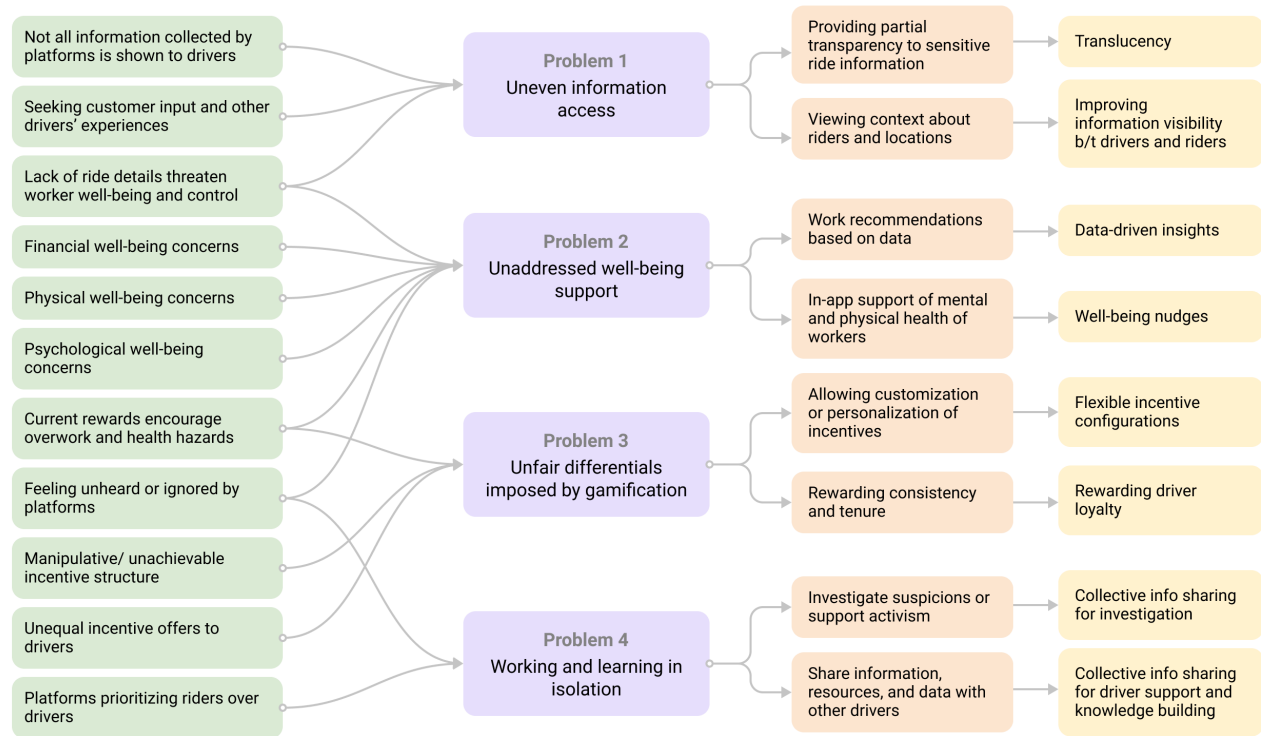 Not all information collected by
platforms is shown to drivers
Seeking customer input and other
drivers’ experiences
Lack of ride details threaten
worker well-being and control
Financial well-being concerns
Physical well-being concerns
Psychological well-being
concerns
Current rewards encourage
overwork and health hazards
Feeling unheard or ignored by
platforms
Manipulative/ unachievable
incentive structure
Unequal incentive offers to
drivers
Platforms prioritizing riders over
drivers
Problem 1
Uneven information
access
Problem 2
Unaddressed well-being
support
Problem 3
Unfair differentials
imposed by gamification
Problem 4
Working and learning in
isolation
Providing partial
transparency to sensitive
ride information
Viewing context about
riders and locations
Work recommendations
based on data
In-app support of mental
and physical health of
workers
Allowing customization
or personalization of
incentives
Rewarding consistency
and tenure
Investigate suspicions or
support activism
Share information,
resources, and data with
other drivers
Translucency
Improving
information visibility
b/t drivers and riders
Data-driven insights
Well-being nudges
Flexible incentive
configurations
Rewarding driver
loyalty
Collective info sharing
for investigation
Collective info sharing
for driver support and
knowledge building